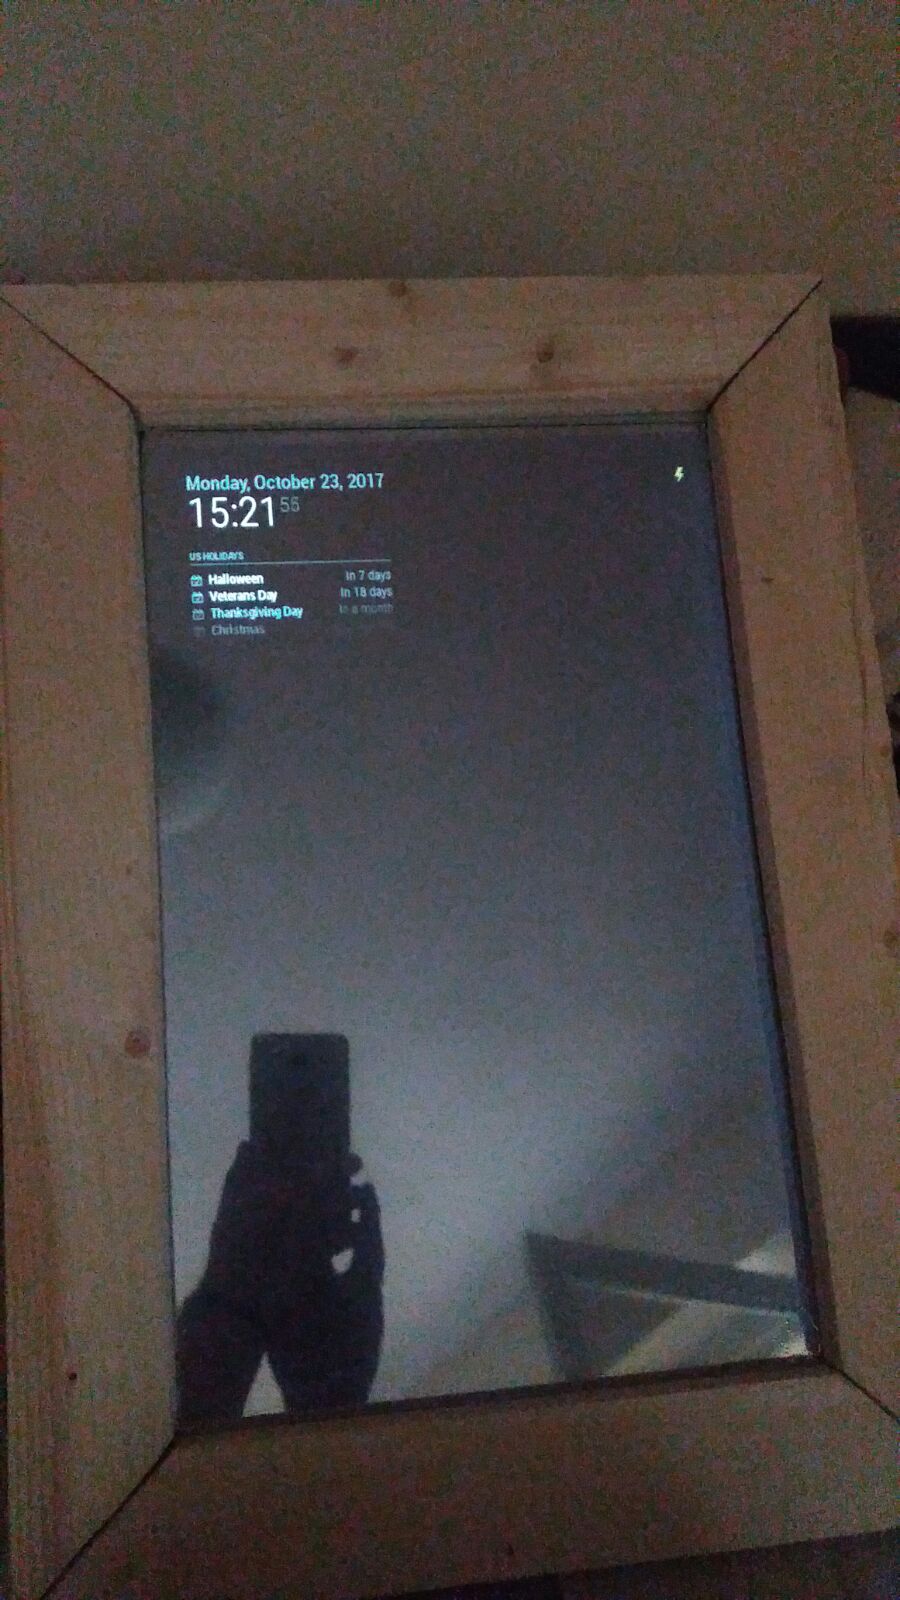 Monday, October 23, 2017
15:21 56
US HOLIDAYS
Halloween In 7 days
Veterans Day In 18 days
Thanksgiving Day In a month
Christmas